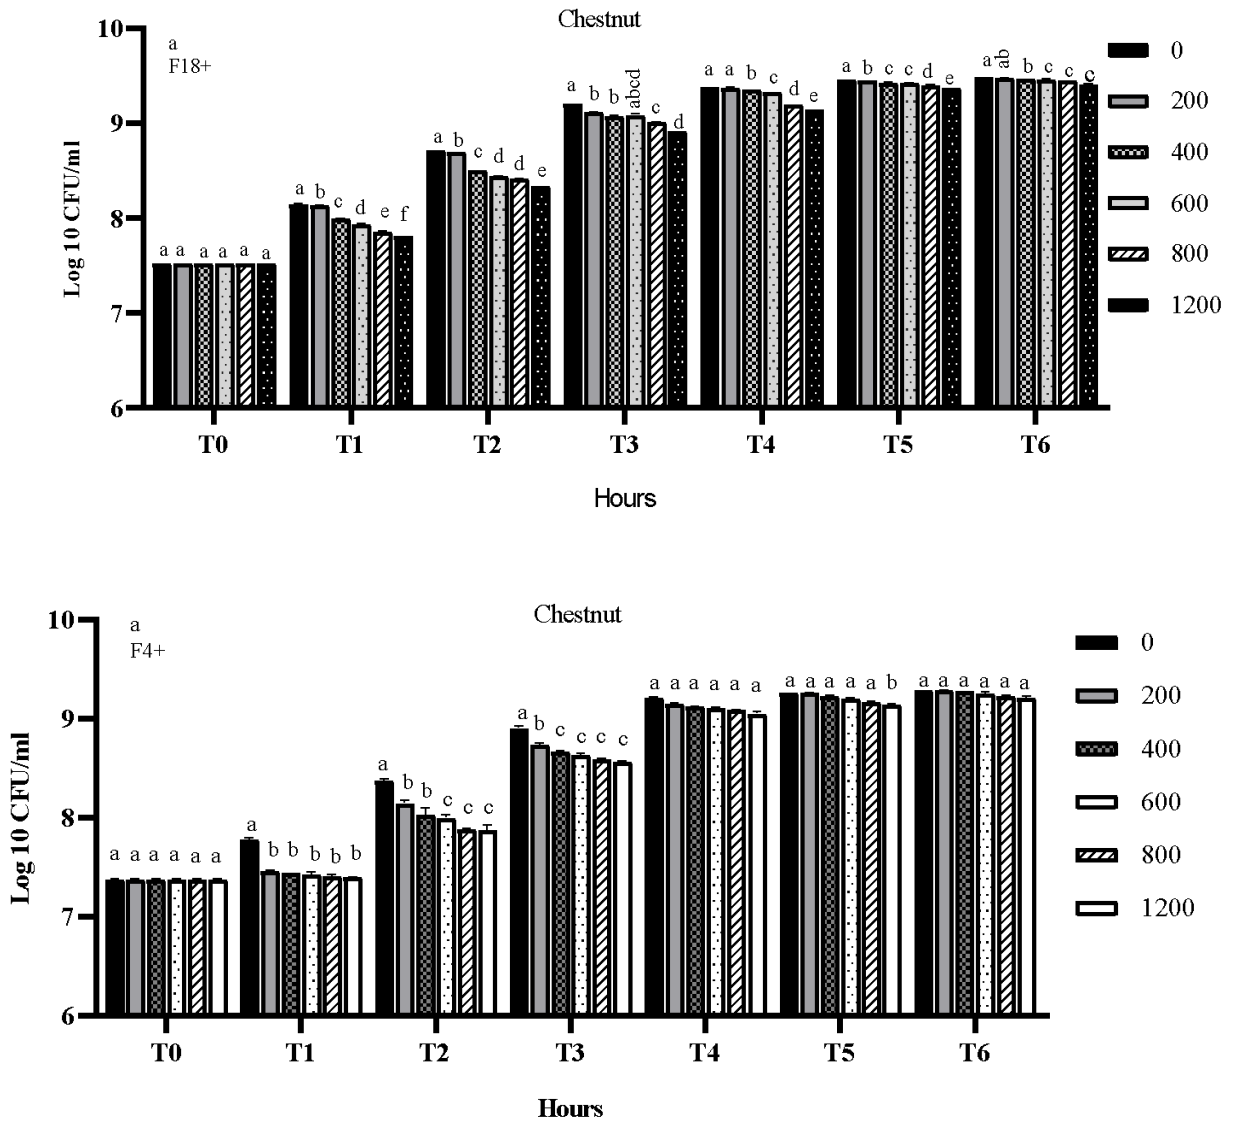 Chestnut
10
a
F18+
9
8
7
6
Log 10 CFU/ml
a a a a a a
a b c d e f
a b c d d e
a b b abcd c d
a a b c d e
a b c c d e
a ab b c c c
T0 T1 T2 T3 T4 T5 T6
Hours
0
200
400
600
800
1200
Chestnut
10
a
F4+
9
8
7
6
Log 10 CFU/ml
a a a a a a
a b b b b b
a b b c c c
a b c c c c
a a a a a a
a a a a a b
a a a a a a
T0 T1 T2 T3 T4 T5 T6
Hours
0
200
400
600
800
1200